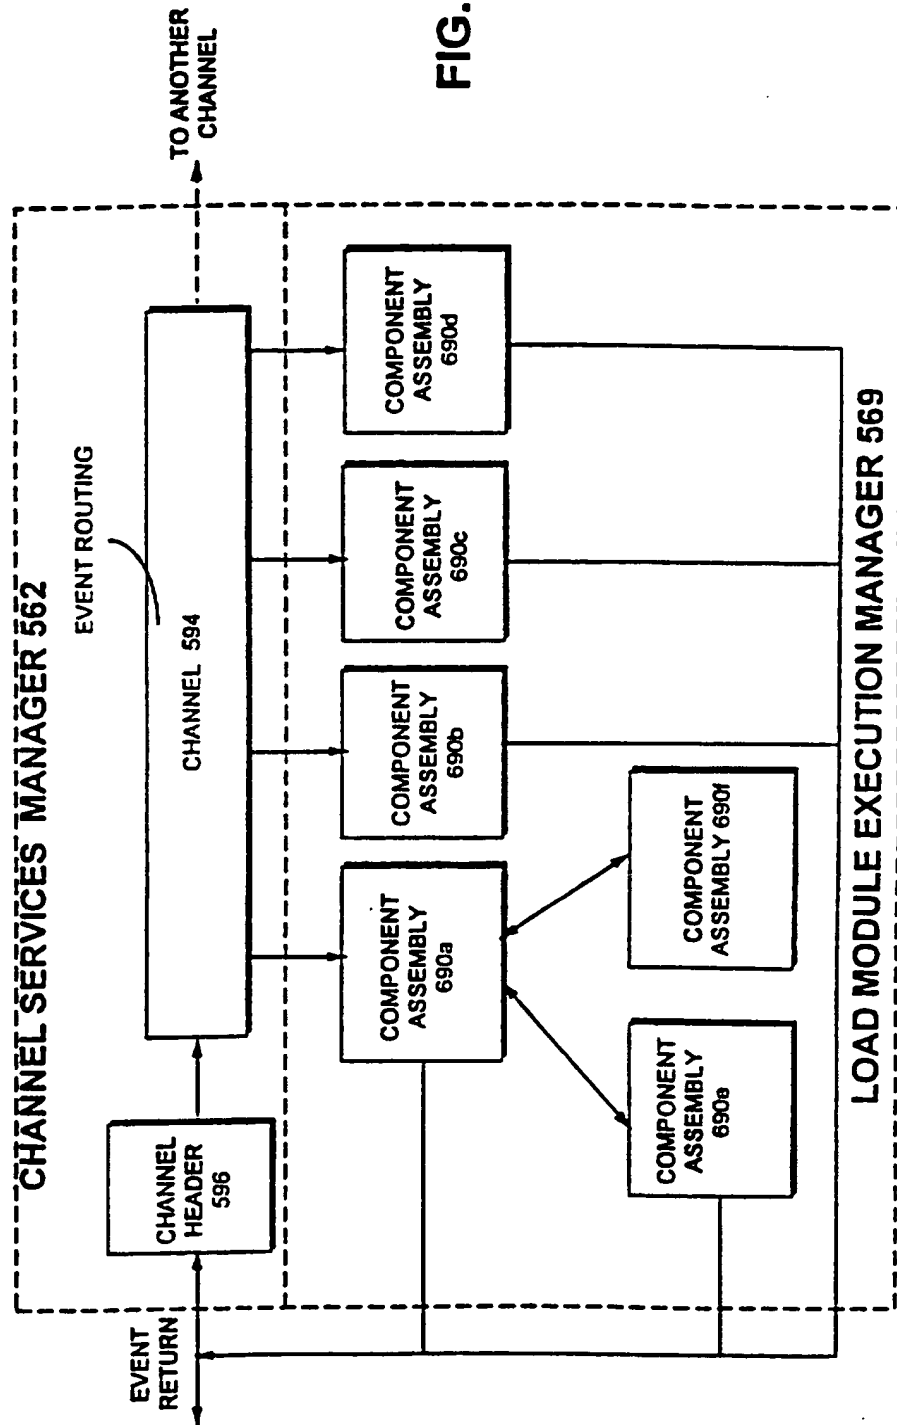 FIG.
CHANNEL SERVICES MANAGER 562
EVENT ROUTING
TO ANOTHER
CHANNEL
CHANNEL 594
CHANNEL
HEADER
596
EVENT
RETURN
COMPONENT
ASSEMBLY
690a
COMPONENT
ASSEMBLY
690b
COMPONENT
ASSEMBLY
690c
COMPONENT
ASSEMBLY
690d
COMPONENT
ASSEMBLY
690e
COMPONENT
ASSEMBLY 690f
LOAD MODULE EXECUTION MANAGER 569